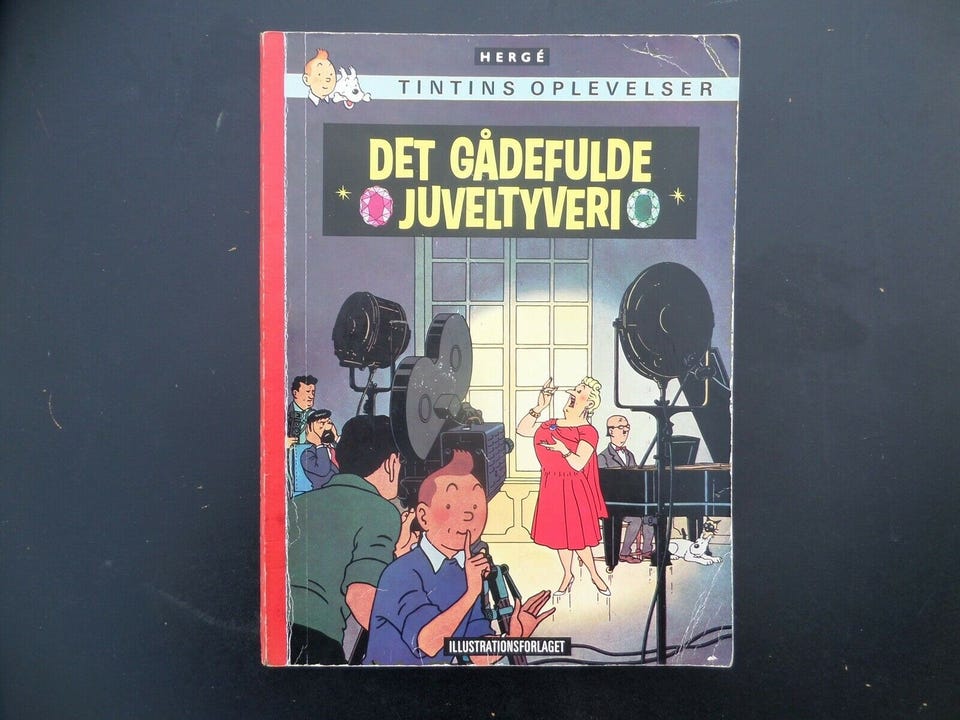 HERGÉ
TINTINS OPLEVELSER
DET GÅDEFULDE
JUVELTYVERI
ILLUSTRATIONSFORLAGET